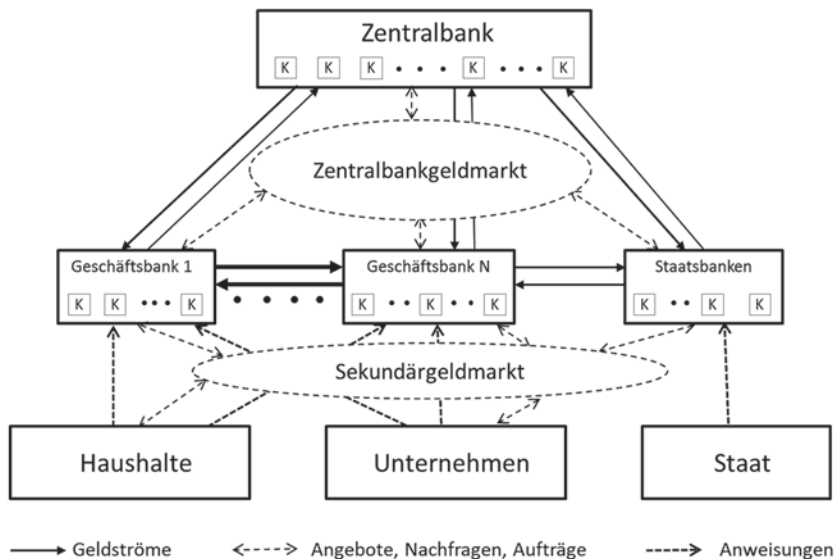 Zentralbank
K K K • • • K • • • K
Zentralbankgeldmarkt
Geschäftsbank 1
K K • • • K
• • • •
Geschäftsbank N
K • • K • • K
Staatsbanken
K • • K K
Sekundärgeldmarkt
Haushalte
Unternehmen
Staat
Geldströme
Angebote, Nachfragen, Aufträge
Anweisungen